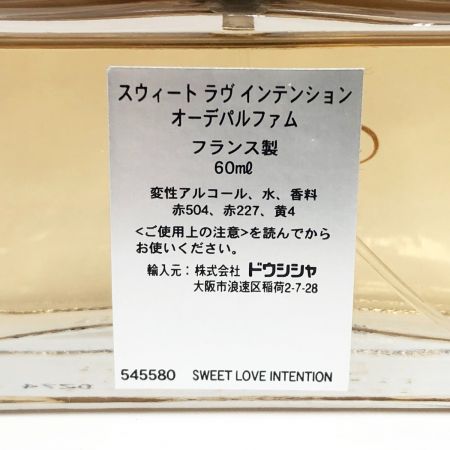 スウィート ラヴ インテンション
オーデパルファム
フランス製
60mℓ
変性アルコール、水、香料
赤504、赤227、黄4
<ご使用上の注意>を読んでから
お使いください。
輸入元：株式会社 ドウシシャ
大阪市浪速区稲荷2-7-28
545580 SWEET LOVE INTENTION